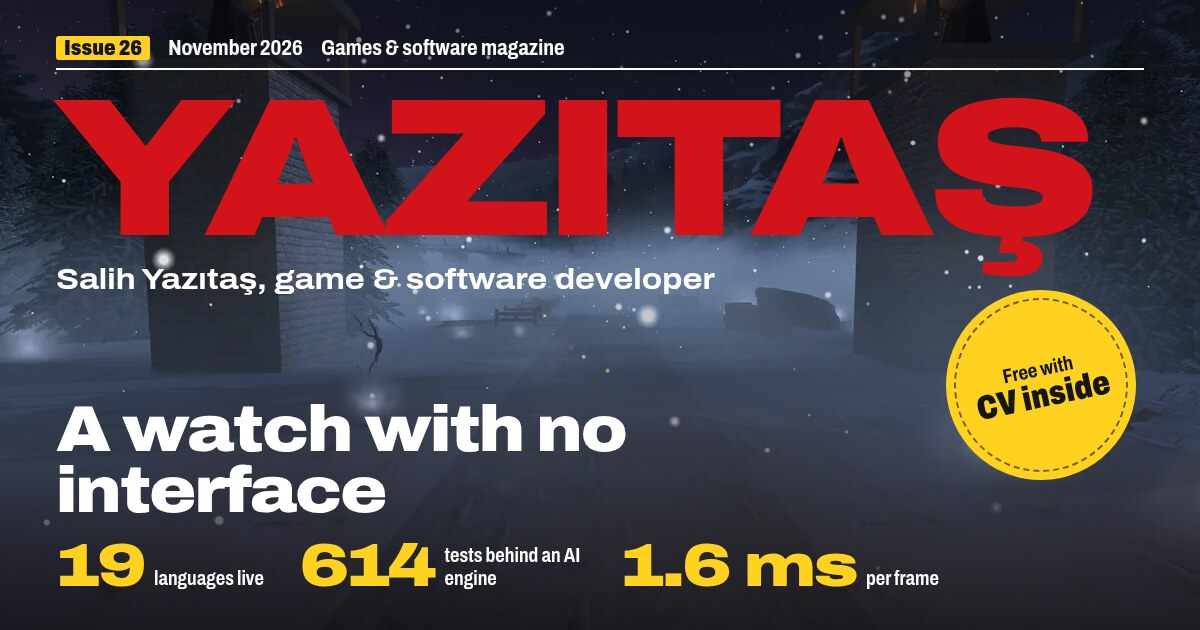 Issue 26 November 2026 Games & software magazine
YAZITAŞ
Salih Yazıtaş, game & software developer
Free with
CV inside
A watch with no
interface
19 languages live
614 tests behind an AI
engine
1.6 ms per frame